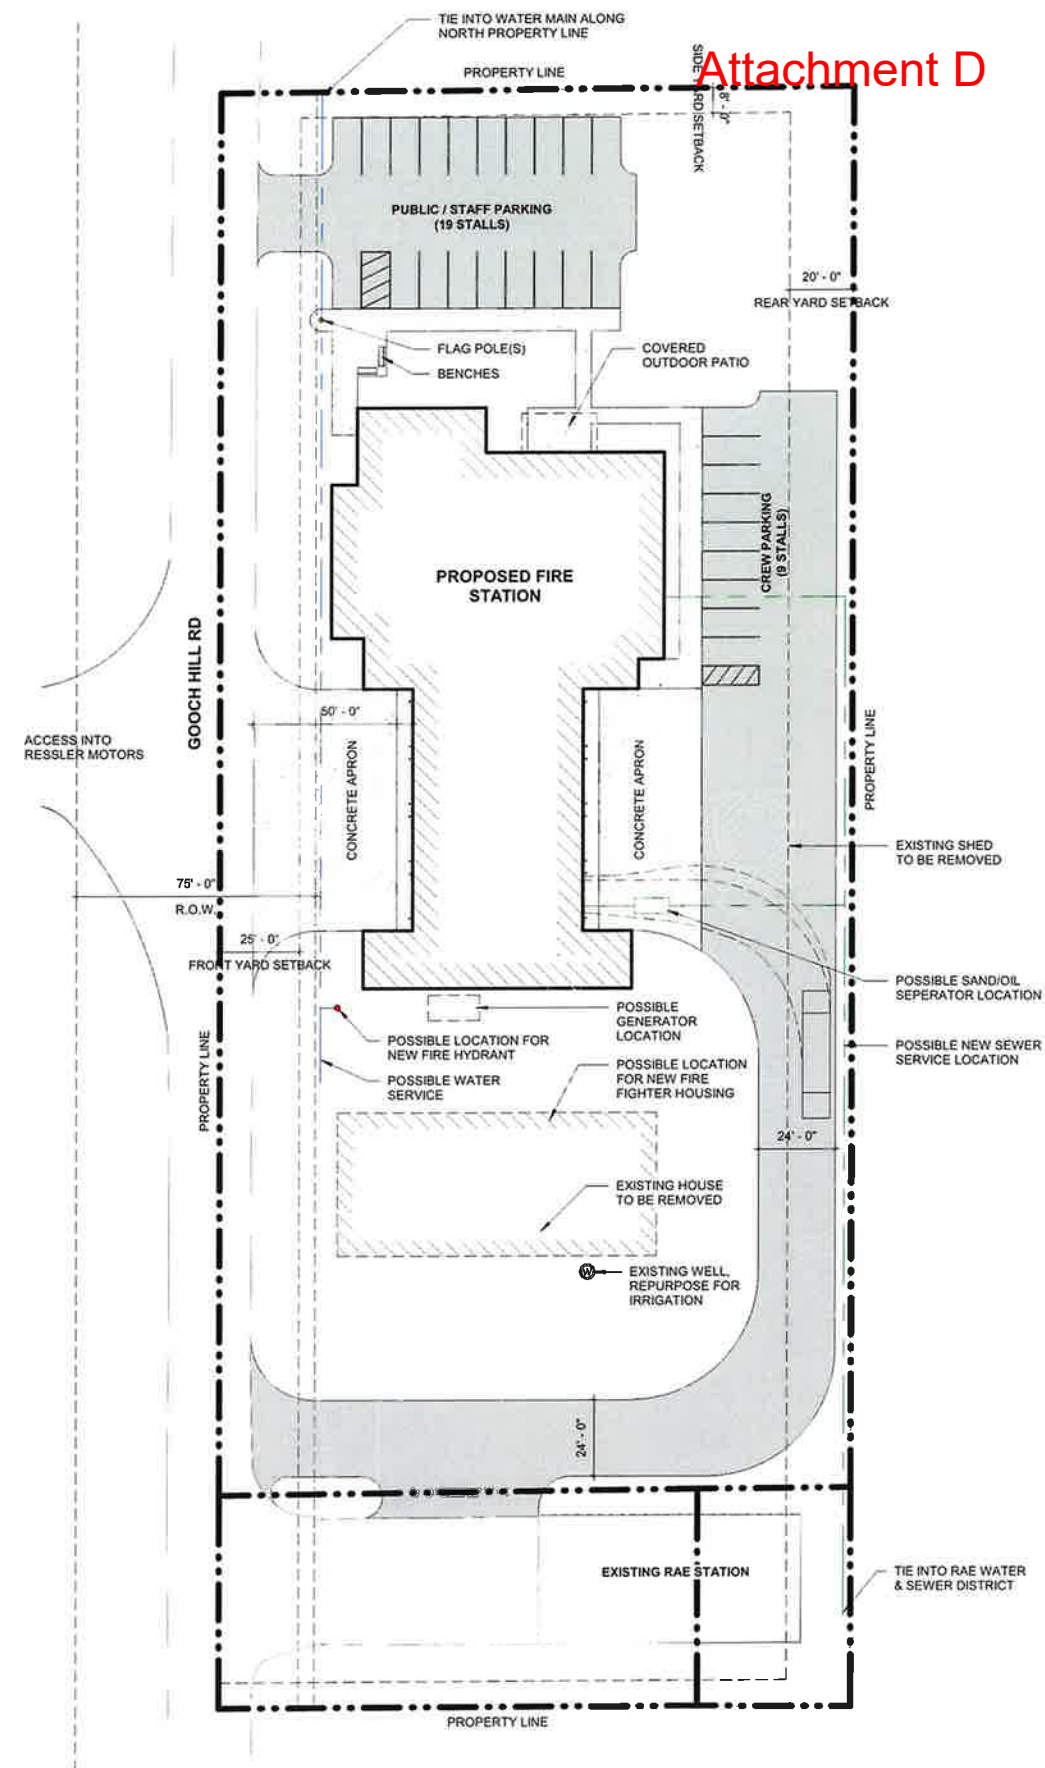 TIE INTO WATER MAIN ALONG
NORTH PROPERTY LINE
Attachment D
PROPERTY LINE
SIDE YARD SETBACK
8' - 0"
PUBLIC / STAFF PARKING
(19 STALLS)
20' - 0"
REAR YARD SETBACK
FLAG POLE(S)
BENCHES
COVERED
OUTDOOR PATIO
CREW PARKING
(9 STALLS)
PROPOSED FIRE
STATION
GOOCH HILL RD
50' - 0"
ACCESS INTO
RESSLER MOTORS
CONCRETE APRON
CONCRETE APRON
PROPERTY LINE
EXISTING SHED
TO BE REMOVED
75' - 0"
R.O.W.
25' - 0"
FRONT YARD SETBACK
POSSIBLE SAND/OIL
SEPERATOR LOCATION
POSSIBLE
GENERATOR
LOCATION
POSSIBLE LOCATION FOR
NEW FIRE HYDRANT
POSSIBLE NEW SEWER
SERVICE LOCATION
POSSIBLE LOCATION
FOR NEW FIRE
FIGHTER HOUSING
POSSIBLE WATER
SERVICE
PROPERTY LINE
24' - 0"
EXISTING HOUSE
TO BE REMOVED
W
EXISTING WELL,
REPURPOSE FOR
IRRIGATION
24' - 0"
EXISTING RAE STATION
TIE INTO RAE WATER
& SEWER DISTRICT
PROPERTY LINE